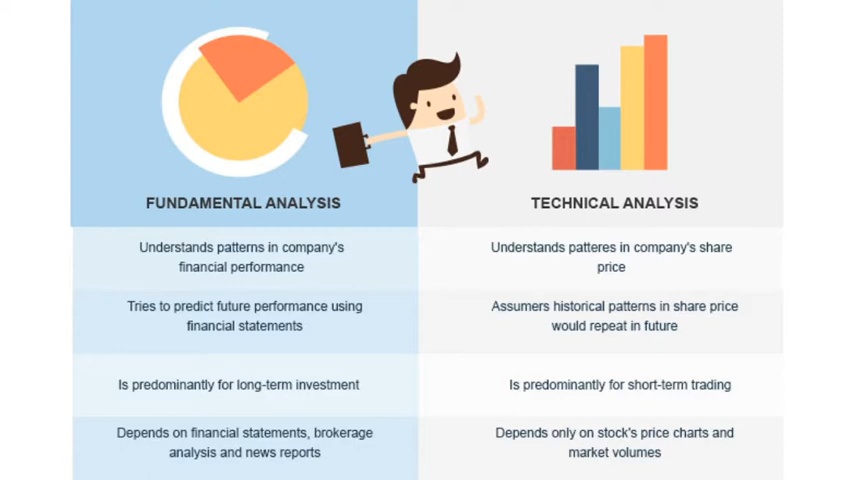 FUNDAMENTAL ANALYSIS
TECHNICAL ANALYSIS
Understands patterns in company's
financial performance
Understands patteres in company's share
price
Tries to predict future performance using
financial statements
Assumers historical patterns in share price
would repeat in future
Is predominantly for long-term investment
Is predominantly for short-term trading
Depends on financial statements, brokerage
analysis and news reports
Depends only on stock's price charts and
market volumes